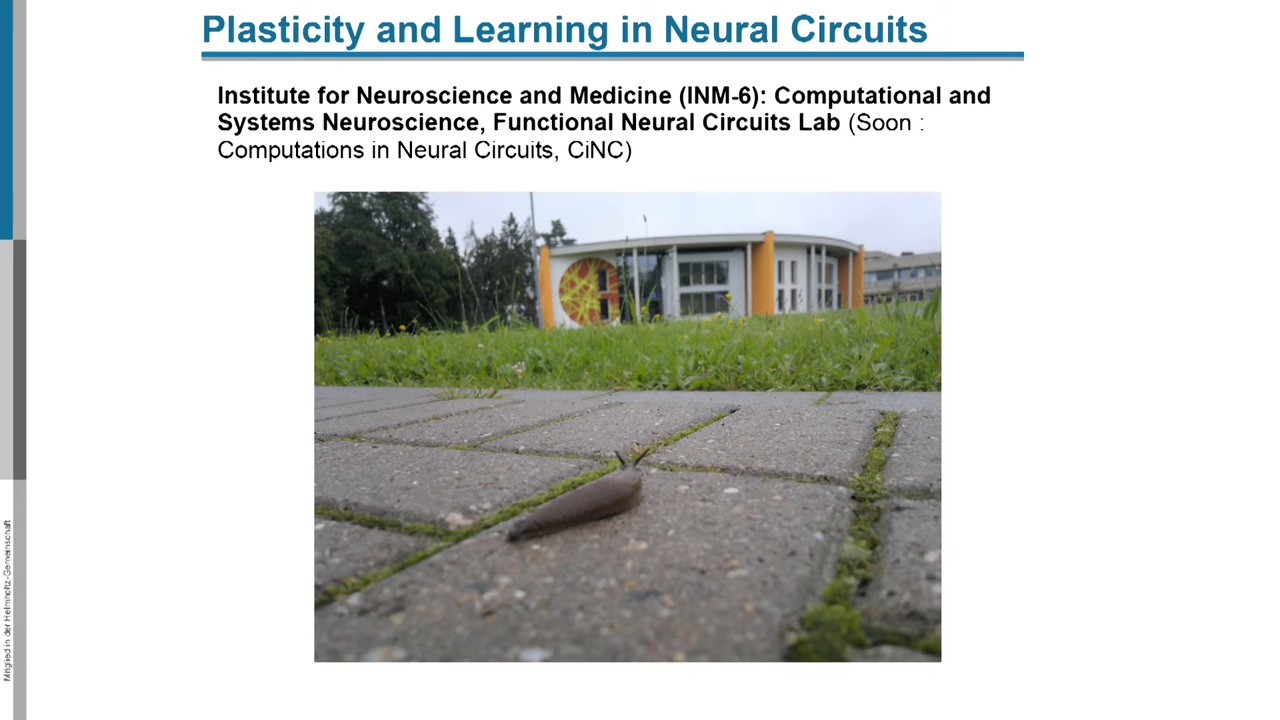 Plasticity and Learning in Neural Circuits
Institute for Neuroscience and Medicine (INM-6): Computational and
Systems Neuroscience, Functional Neural Circuits Lab (Soon :
Computations in Neural Circuits, CiNC)
Mitglied in der Helmholtz-Gemeinschaft